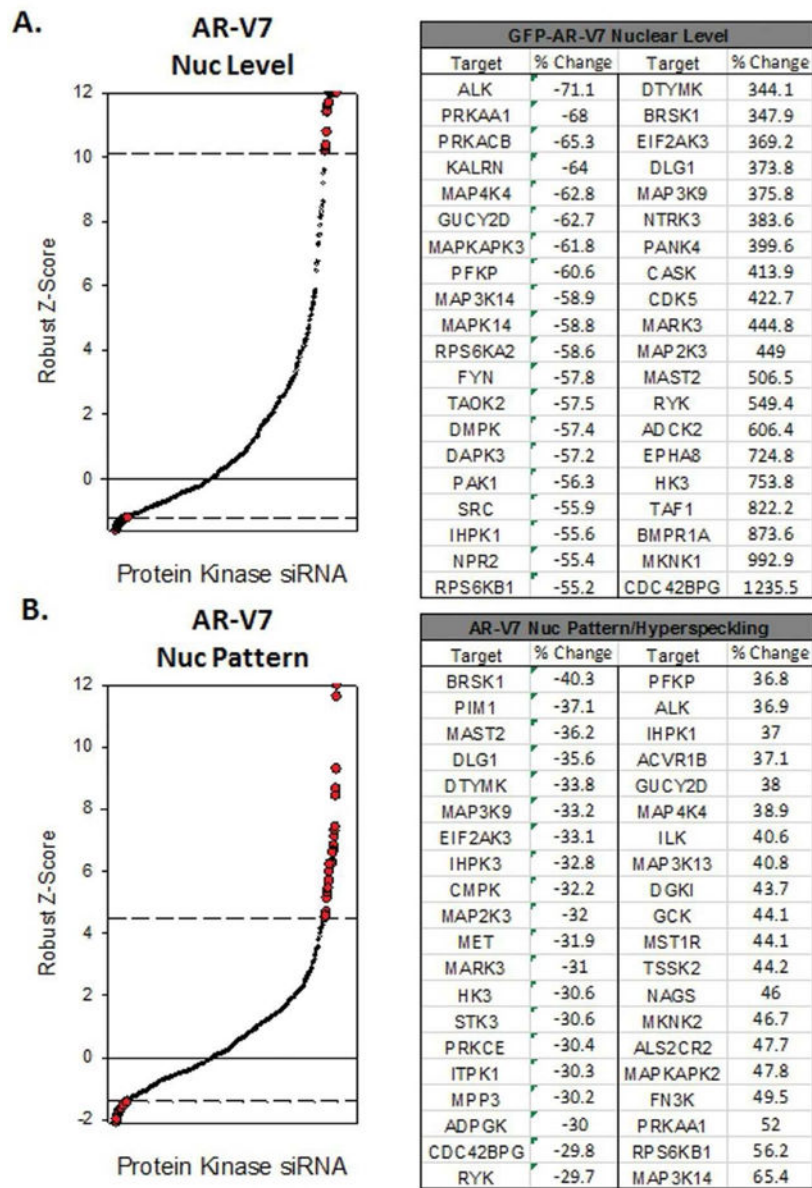 A.
AR-V7
Nuc Level
12
10
8
6
4
2
0
Robust Z-Score
Protein Kinase siRNA
GFP-AR-V7 Nuclear Level
Target % Change Target % Change
ALK -71.1 DTYMK 344.1
PRKAA1 -68 BRSK1 347.9
PRKACB -65.3 EIF2AK3 369.2
KALRN -64 DLG1 373.8
MAP4K4 -62.8 MAP3K9 375.8
GUCY2D -62.7 NTRK3 383.6
MAPKAPK3 -61.8 PANK4 399.6
PFKP -60.6 CASK 413.9
MAP3K14 -58.9 CDK5 422.7
MAPK14 -58.8 MARK3 444.8
RPS6KA2 -58.6 MAP2K3 449
FYN -57.8 MAST2 506.5
TAOK2 -57.5 RYK 549.4
DMPK -57.4 ADCK2 606.4
DAPK3 -57.2 EPHA8 724.8
PAK1 -56.3 HK3 753.8
SRC -55.9 TAF1 822.2
IHPK1 -55.6 BMPR1A 873.6
NPR2 -55.4 MKNK1 992.9
RPS6KB1 -55.2 CDC42BPG 1235.5
B.
AR-V7
Nuc Pattern
12
10
8
6
4
2
0
-2
Robust Z-Score
Protein Kinase siRNA
AR-V7 Nuc Pattern/Hyperspeckling
Target % Change Target % Change
BRSK1 -40.3 PFKP 36.8
PIM1 -37.1 ALK 36.9
MAST2 -36.2 IHPK1 37
DLG1 -35.6 ACVR1B 37.1
DTYMK -33.8 GUCY2D 38
MAP3K9 -33.2 MAP4K4 38.9
EIF2AK3 -33.1 ILK 40.6
IHPK3 -32.8 MAP3K13 40.8
CMPK -32.2 DGKI 43.7
MAP2K3 -32 GCK 44.1
MET -31.9 MST1R 44.1
MARK3 -31 TSSK2 44.2
HK3 -30.6 NAGS 46
STK3 -30.6 MKNK2 46.7
PRKCE -30.4 ALS2CR2 47.7
ITPK1 -30.3 MAPKAPK2 47.8
MPP3 -30.2 FN3K 49.5
ADPGK -30 PRKAA1 52
CDC42BPG -29.8 RPS6KB1 56.2
RYK -29.7 MAP3K14 65.4